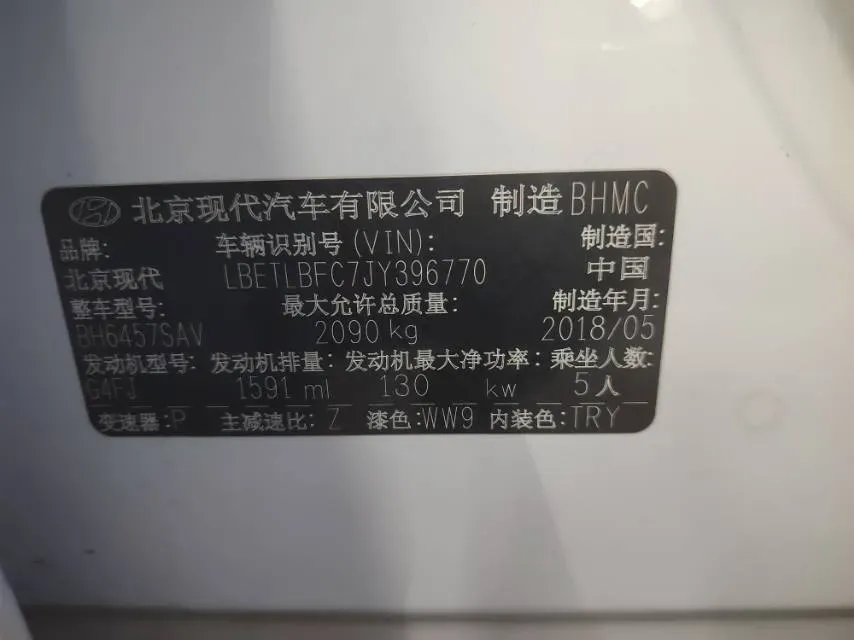 北京现代汽车有限公司 制造 BHMC
品牌: 车辆识别号(VIN): 制造国:
北京现代 LBETLBFC7JY396770 中国
整车型号: 最大允许总质量: 制造年月:
BH6457SAV 2090 kg 2018/05
发动机型号: 发动机排量: 发动机最大净功率: 乘坐人数:
G4FJ 1591 ml 130 kw 5人
变速器:P 主减速比: Z 漆色:WW9 内装色:TRY